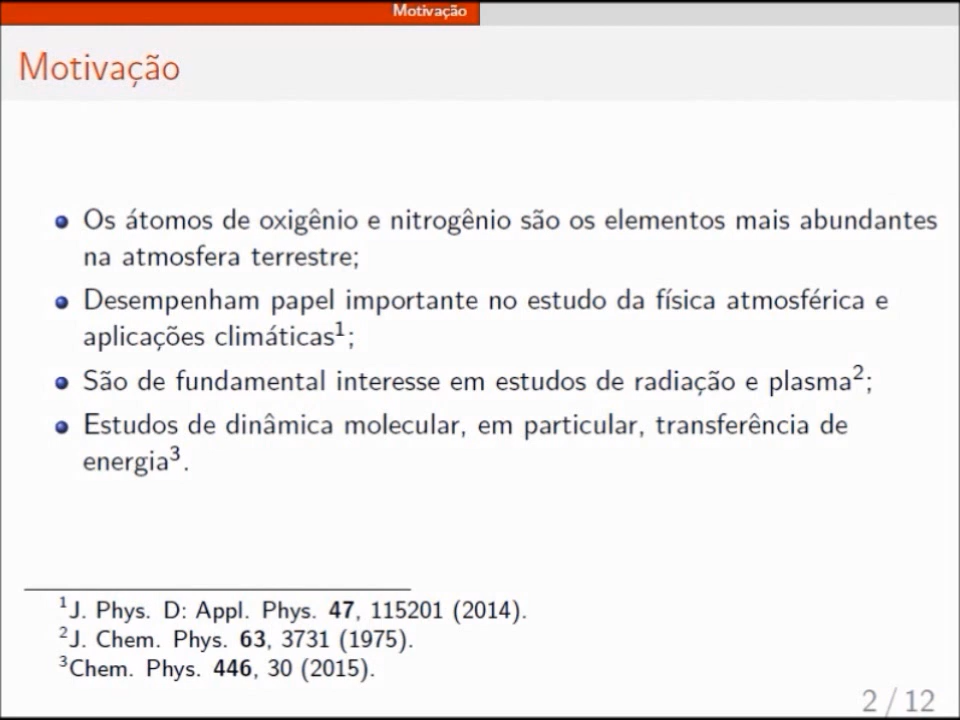 Motivação
Motivação
Os átomos de oxigênio e nitrogênio são os elementos mais abundantes
na atmosfera terrestre;
Desempenham papel importante no estudo da física atmosférica e
aplicações climáticas¹;
São de fundamental interesse em estudos de radiação e plasma²;
Estudos de dinâmica molecular, em particular, transferência de
energia³.
¹J. Phys. D: Appl. Phys. 47, 115201 (2014).
²J. Chem. Phys. 63, 3731 (1975).
³Chem. Phys. 446, 30 (2015).
2 / 12